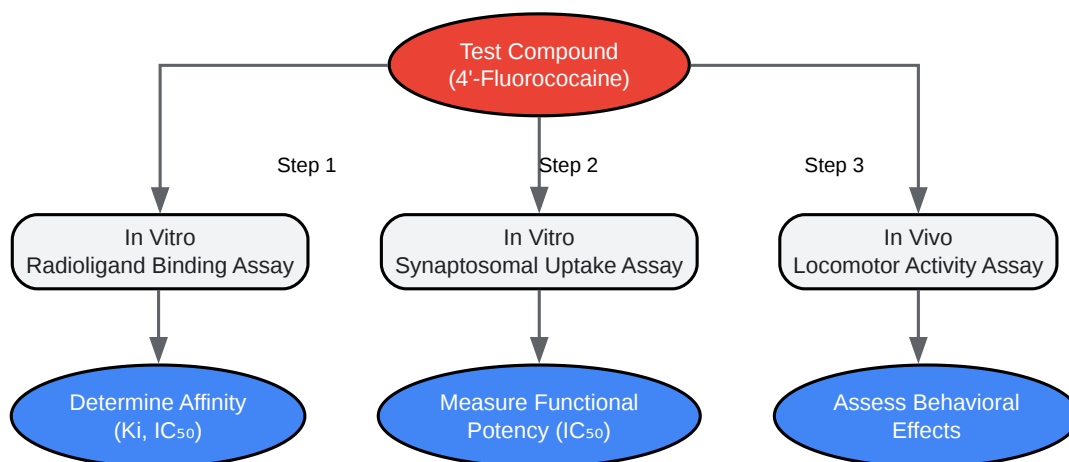 Test Compound
(4'-Fluorococaine)
Step 1
Step 2
Step 3
In Vitro
Radioligand Binding Assay
In Vitro
Synaptosomal Uptake Assay
In Vivo
Locomotor Activity Assay
Determine Affinity
(Ki, IC₅₀)
Measure Functional
Potency (IC₅₀)
Assess Behavioral
Effects